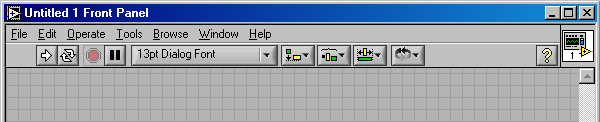 Untitled 1 Front Panel
File Edit Operate Tools Browse Window Help
13pt Dialog Font ?
1